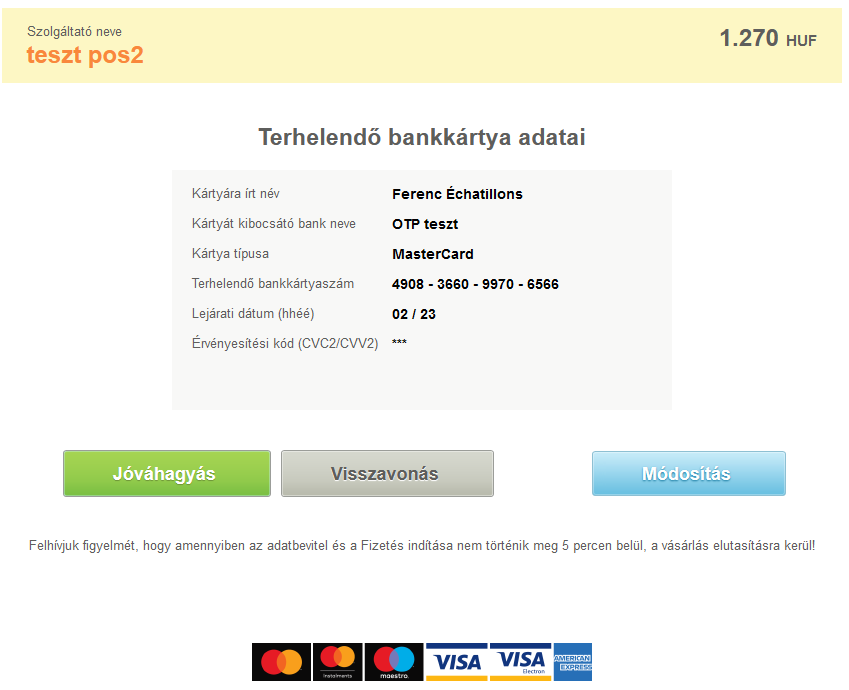 Szolgáltató neve
teszt pos2
1.270 HUF
Terhelendő bankkártya adatai
Kártyára írt név Ferenc Échatillons
Kártyát kibocsátó bank neve OTP teszt
Kártya típusa MasterCard
Terhelendő bankkártyaszám 4908 - 3660 - 9970 - 6566
Lejárati dátum (hhéé) 02 / 23
Érvényesítési kód (CVC2/CVV2) ***
Jóváhagyás Visszavonás Módosítás
Felhívjuk figyelmét, hogy amennyiben az adatbevitel és a Fizetés indítása nem történik meg 5 percen belül, a vásárlás elutasításra kerül!
instalments maestro. VISA VISA Electron AMERICAN EXPRESS